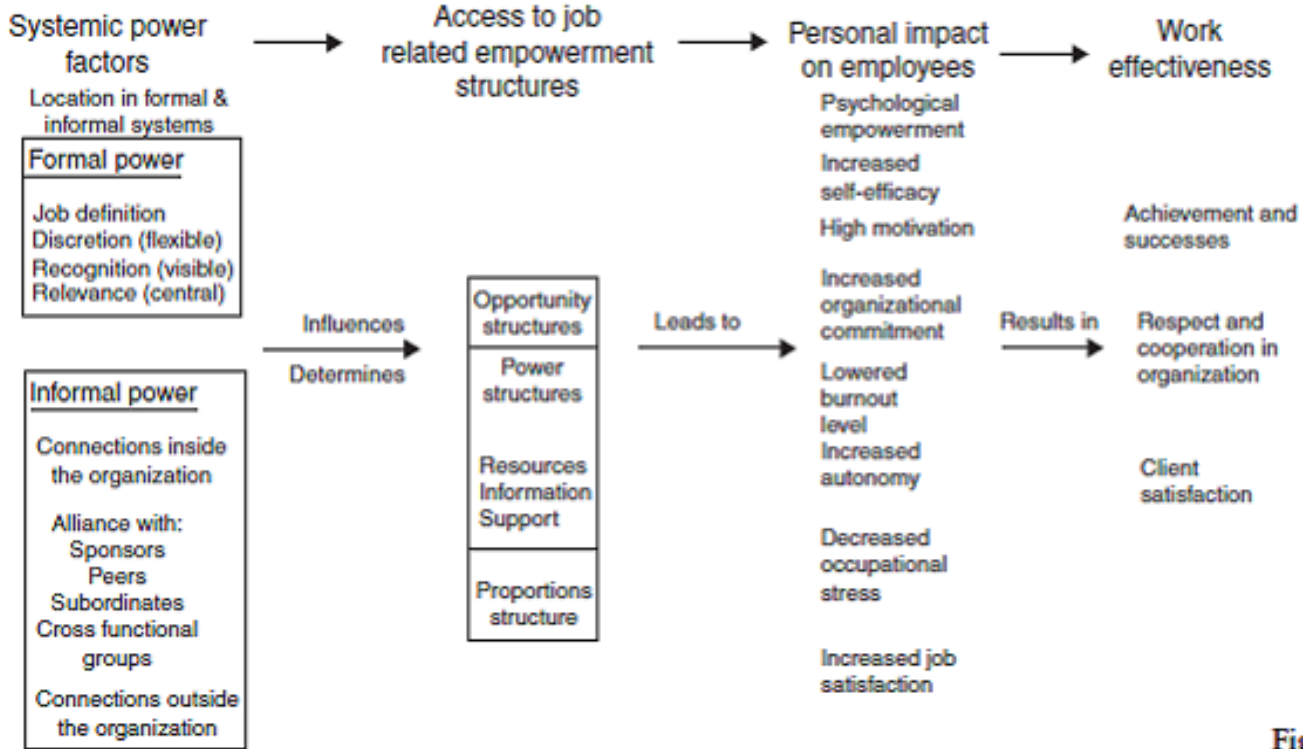 Systemic power
factors
Location in formal &
informal systems
Formal power
Job definition
Discretion (flexible)
Recognition (visible)
Relevance (central)
Informal power
Connections inside
the organization
Alliance with:
Sponsors
Peers
Subordinates
Cross functional
groups
Connections outside
the organization
Influences
Determines
Access to job
related empowerment
structures
Opportunity
structures
Power
structures
Resources
Information
Support
Proportions
structure
Leads to
Personal impact
on employees
Psychological
empowerment
Increased
self-efficacy
High motivation
Increased
organizational
commitment
Lowered
burnout
level
Increased
autonomy
Decreased
occupational
stress
Increased job
satisfaction
Results in
Work
effectiveness
Achievement and
successes
Respect and
cooperation in
organization
Client
satisfaction